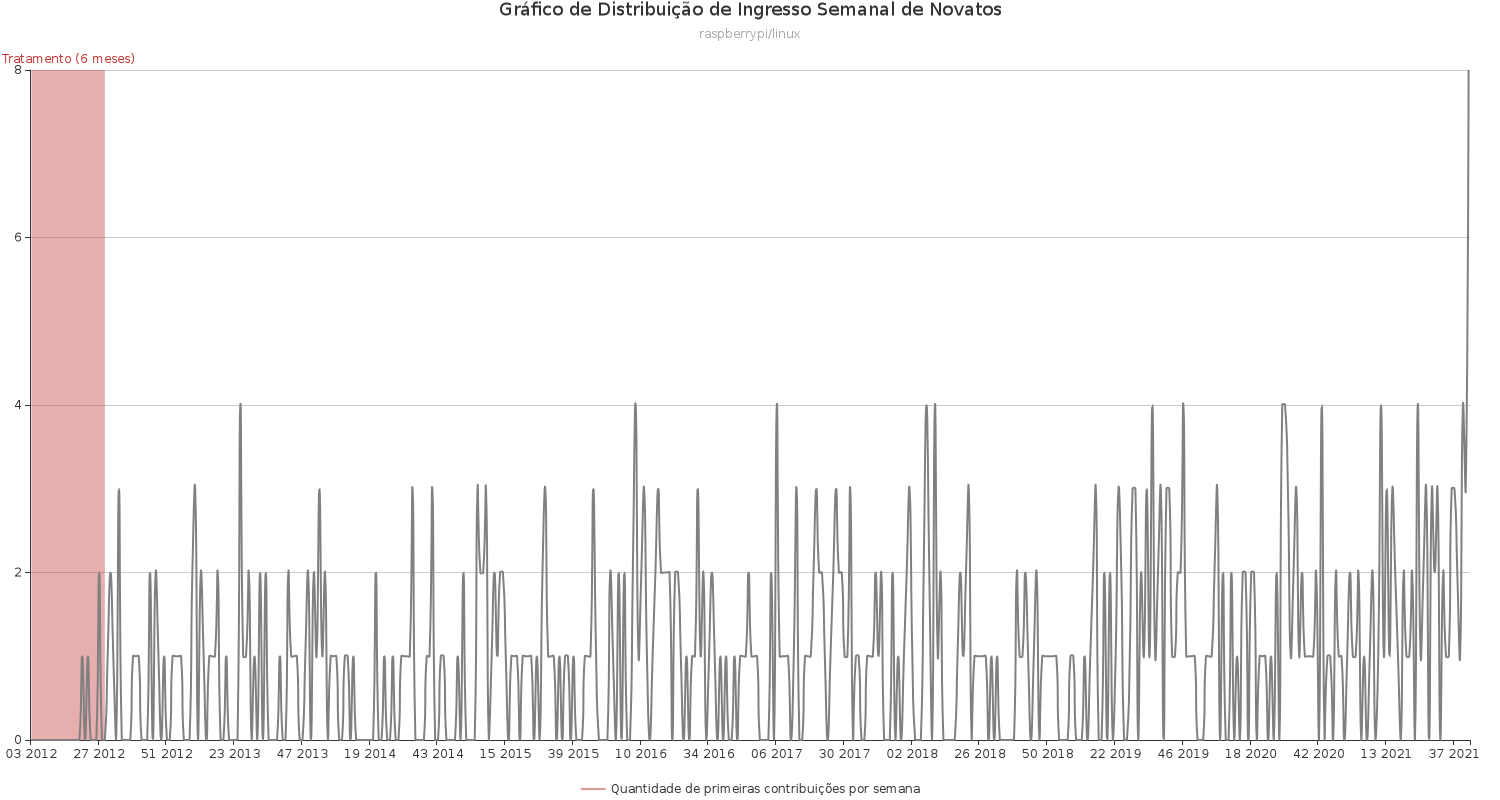 Gráfico de Distribuição de Ingresso Semanal de Novatos
raspberrypi/linux
Tratamento (6 meses)
8
6
4
2
0
03 2012 27 2012 51 2012 23 2013 47 2013 19 2014 43 2014 15 2015 39 2015 10 2016 34 2016 06 2017 30 2017 02 2018 26 2018 50 2018 22 2019 46 2019 18 2020 42 2020 13 2021 37 2021
Quantidade de primeiras contribuições por semana